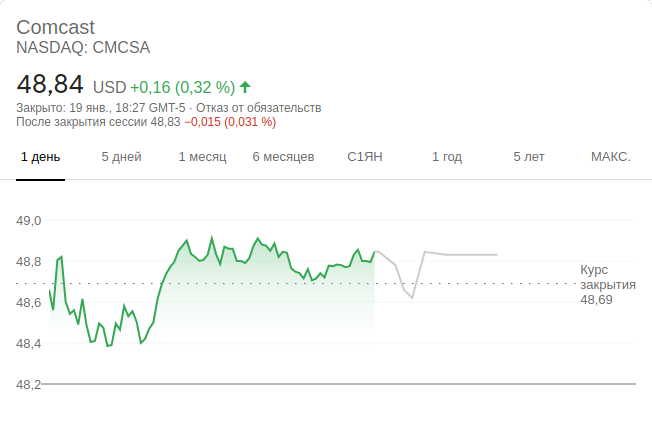 Comcast
NASDAQ: CMCSA
48,84 USD +0,16 (0,32 %)
Закрыто: 19 янв., 18:27 GMT-5 · Отказ от обязательств
После закрытия сессии 48,83 −0,015 (0,031 %)
1 день 5 дней 1 месяц 6 месяцев С1ЯН 1 год 5 лет МАКС.
49,0
48,8
48,6
48,4
48,2
Курс
закрытия
48,69